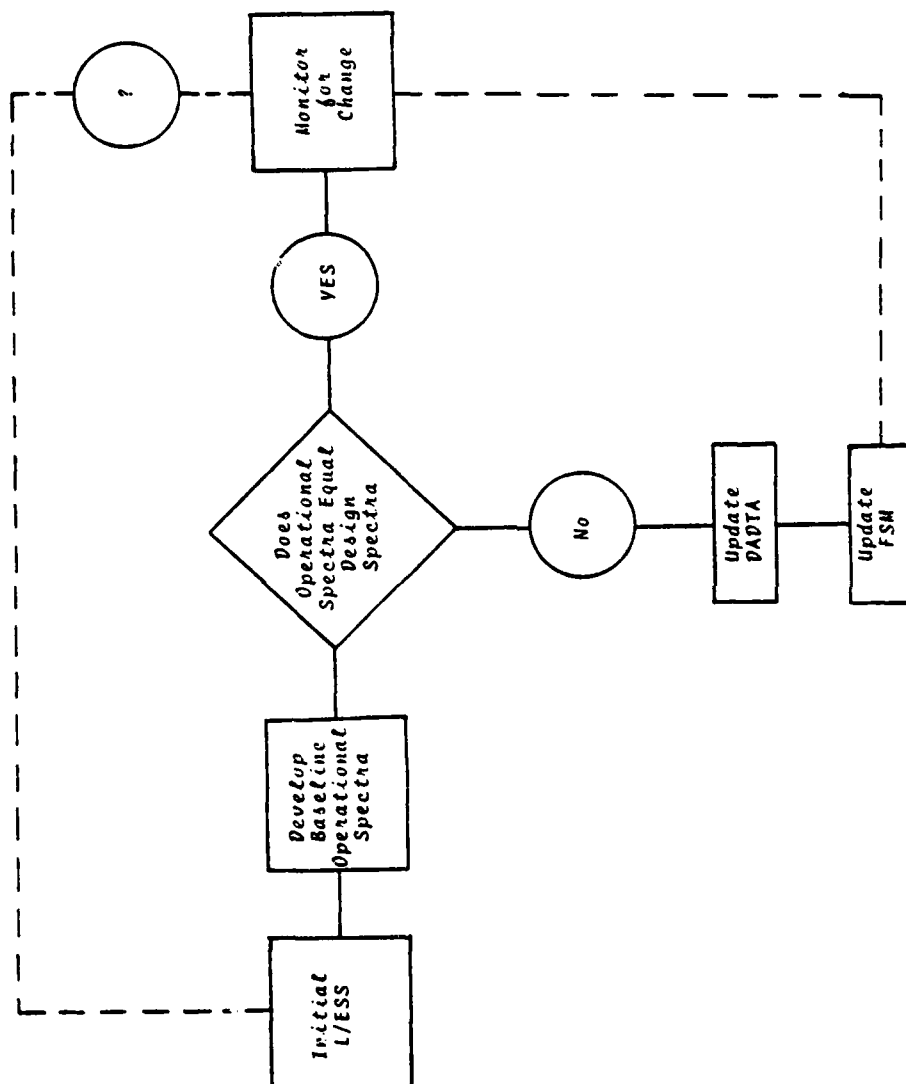 Initial
L/ESS
Develop
Baseline
Operational
Spectra
Does
Operational
Spectra Equal
Design
Spectra
YES
Monitor
for
Change
?
No
Update
DADTA
Update
FSM